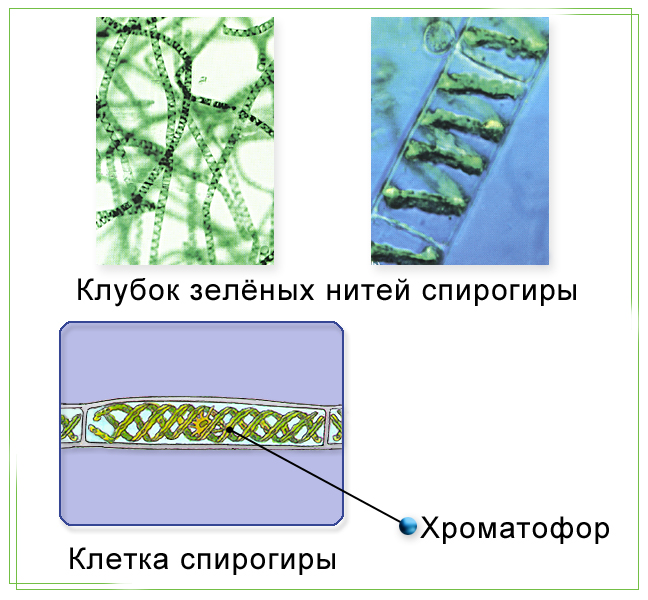 Клубок зелёных нитей спирогиры
Хроматофор
Клетка спирогиры